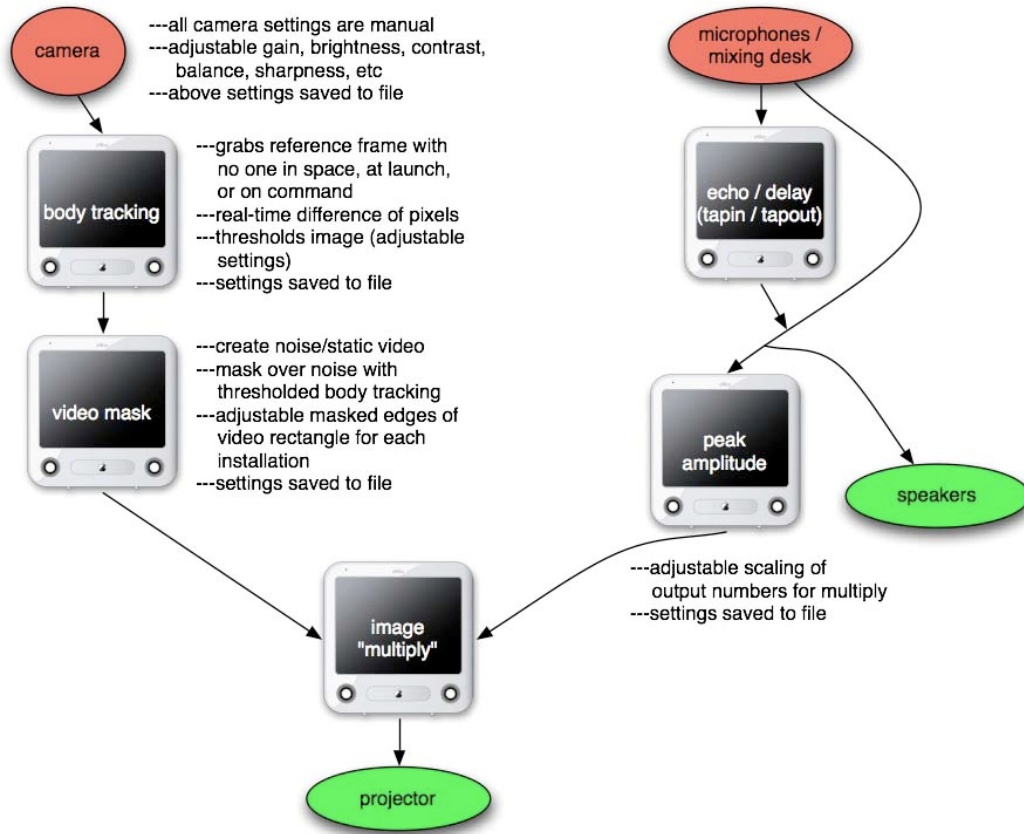 camera
---all camera settings are manual
---adjustable gain, brightness, contrast,
balance, sharpness, etc
---above settings saved to file
body tracking
---grabs reference frame with
no one in space, at launch,
or on command
---real-time difference of pixels
---thresholds image (adjustable
settings)
---settings saved to file
video mask
---create noise/static video
---mask over noise with
thresholded body tracking
---adjustable masked edges of
video rectangle for each
installation
---settings saved to file
microphones /
mixing desk
echo / delay
(tapin / tapout)
peak
amplitude
speakers
---adjustable scaling of
output numbers for multiply
---settings saved to file
image
"multiply"
projector